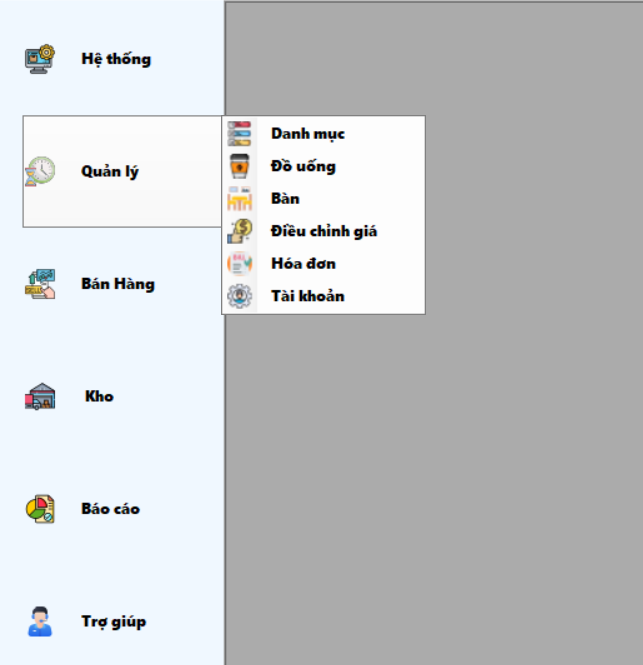 Hệ thống
Quản lý
Danh mục
Đồ uống
Bàn
Điều chỉnh giá
Hóa đơn
Tài khoản
Bán Hàng
Kho
Báo cáo
Trợ giúp